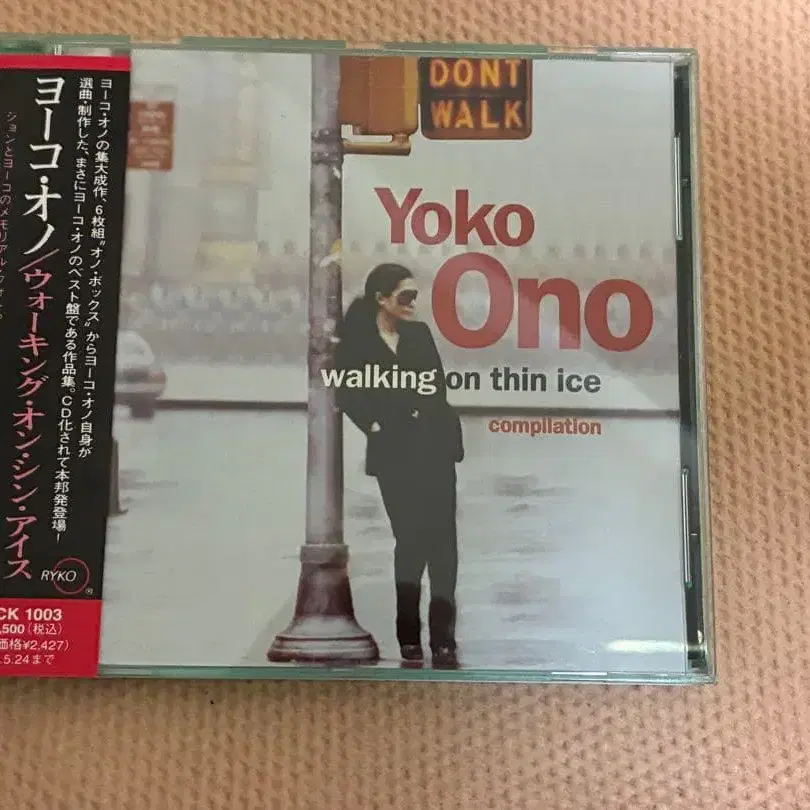 DONT
WALK
Yoko
Ono
walking on thin ice
compilation
ヨーコ・オノの集大成作、6枚組“オノ・ボックス”からヨーコ・オノ自身が
選曲・制作した、まさにヨーコ・オノのベスト盤である作品集。CD化されて本邦発登場!
ヨーコ・オノ/ウォーキング・オン・シン・アイス
RYKO
®
CK 1003
,500(税込)
価格¥2,427)
.5.24まで